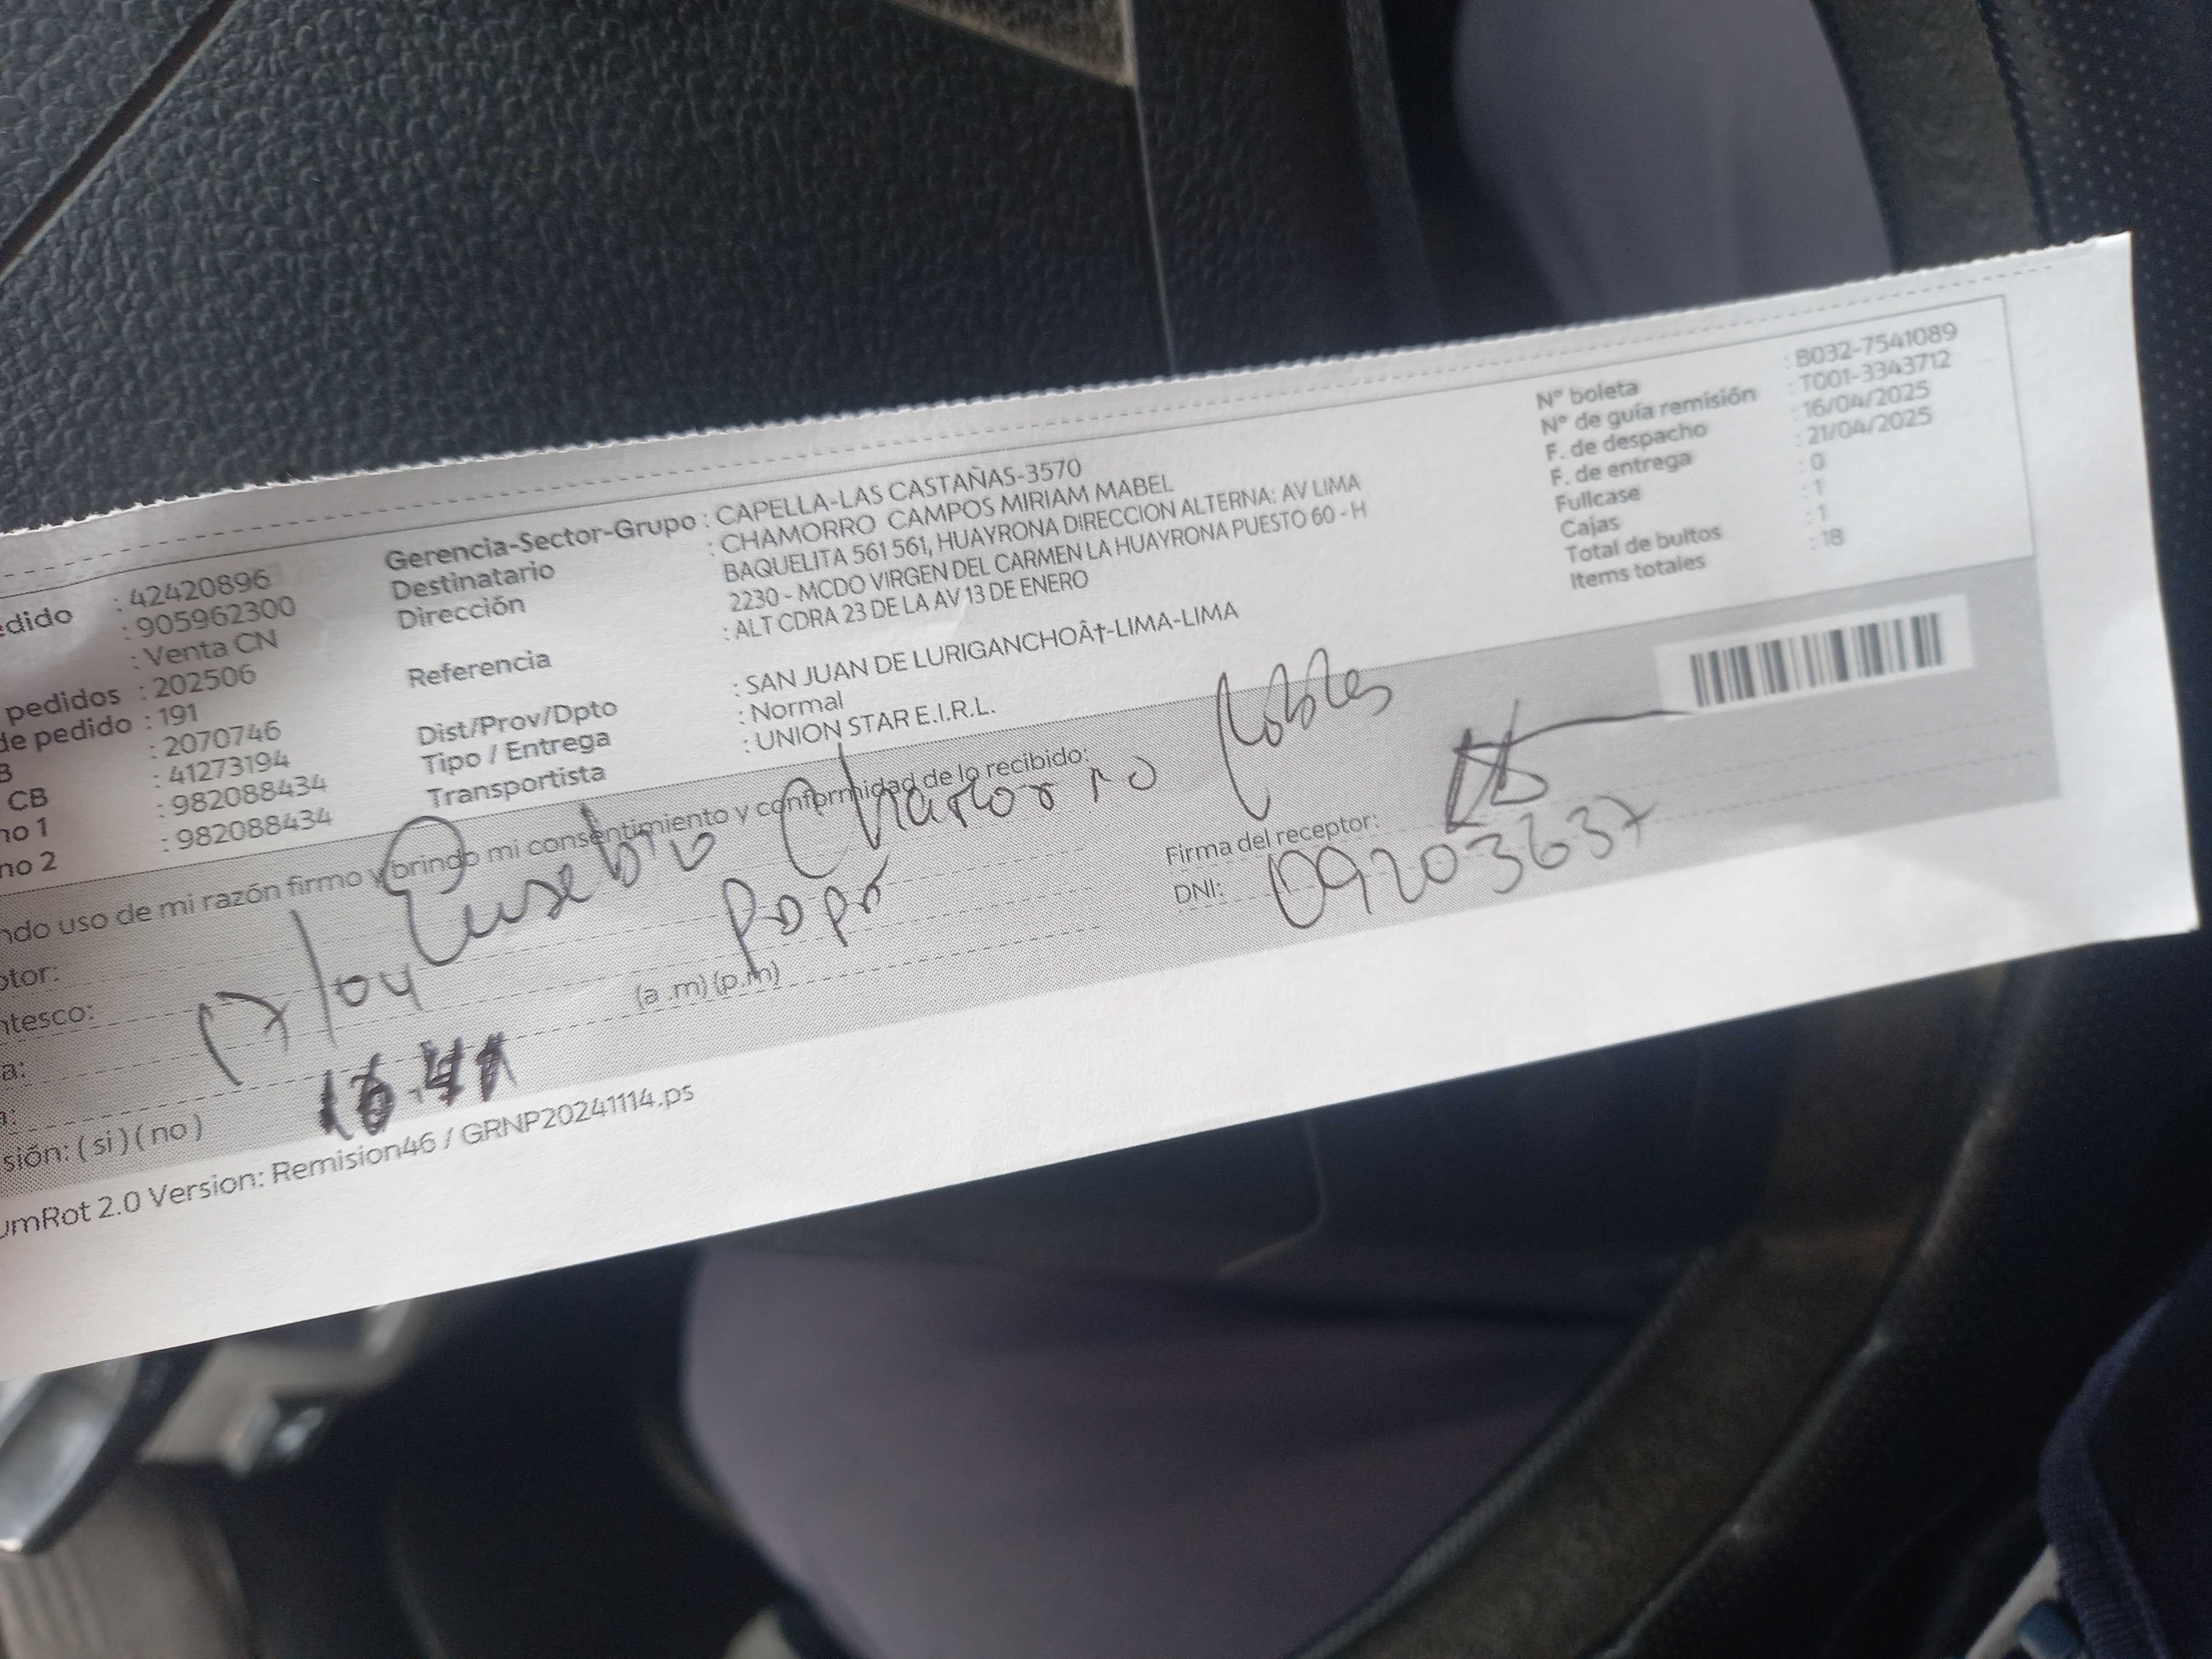 edido : 42420896
: 905962300
: Venta CN
pedidos : 202506
de pedido : 191
B : 2070746
CB : 41273194
no 1 : 982088434
no 2 : 982088434
Gerencia-Sector-Grupo : CAPELLA-LAS CASTAÑAS-3570
Destinatario : CHAMORRO CAMPOS MIRIAM MABEL
Dirección BAQUELITA 561 561, HUAYRONA DIRECCION ALTERNA: AV LIMA
2230 - MCDO VIRGEN DEL CARMEN LA HUAYRONA PUESTO 60 - H
Referencia : ALT CDRA 23 DE LA AV 13 DE ENERO
Dist/Prov/Dpto : SAN JUAN DE LURIGANCHOÂ†-LIMA-LIMA
Tipo / Entrega : Normal
Transportista : UNION STAR E.I.R.L.
N° boleta : B032-7541089
N° de guía remisión : T001-3343712
F. de despacho : 16/04/2025
F. de entrega : 21/04/2025
Fullcase : 0
Cajas : 1
Total de bultos : 1
Items totales : 18
ndo uso de mi razón firmo y brindo mi consentimiento y conformidad de lo recibido:
otor: Eusebio Chamorro Robles
ntesco: Papá
a:
a: (a .m) (p.m)
sión: ( si ) ( no )
Firma del receptor:
DNI: 09203637
umRot 2.0 Version: Remision46 / GRNP20241114.ps